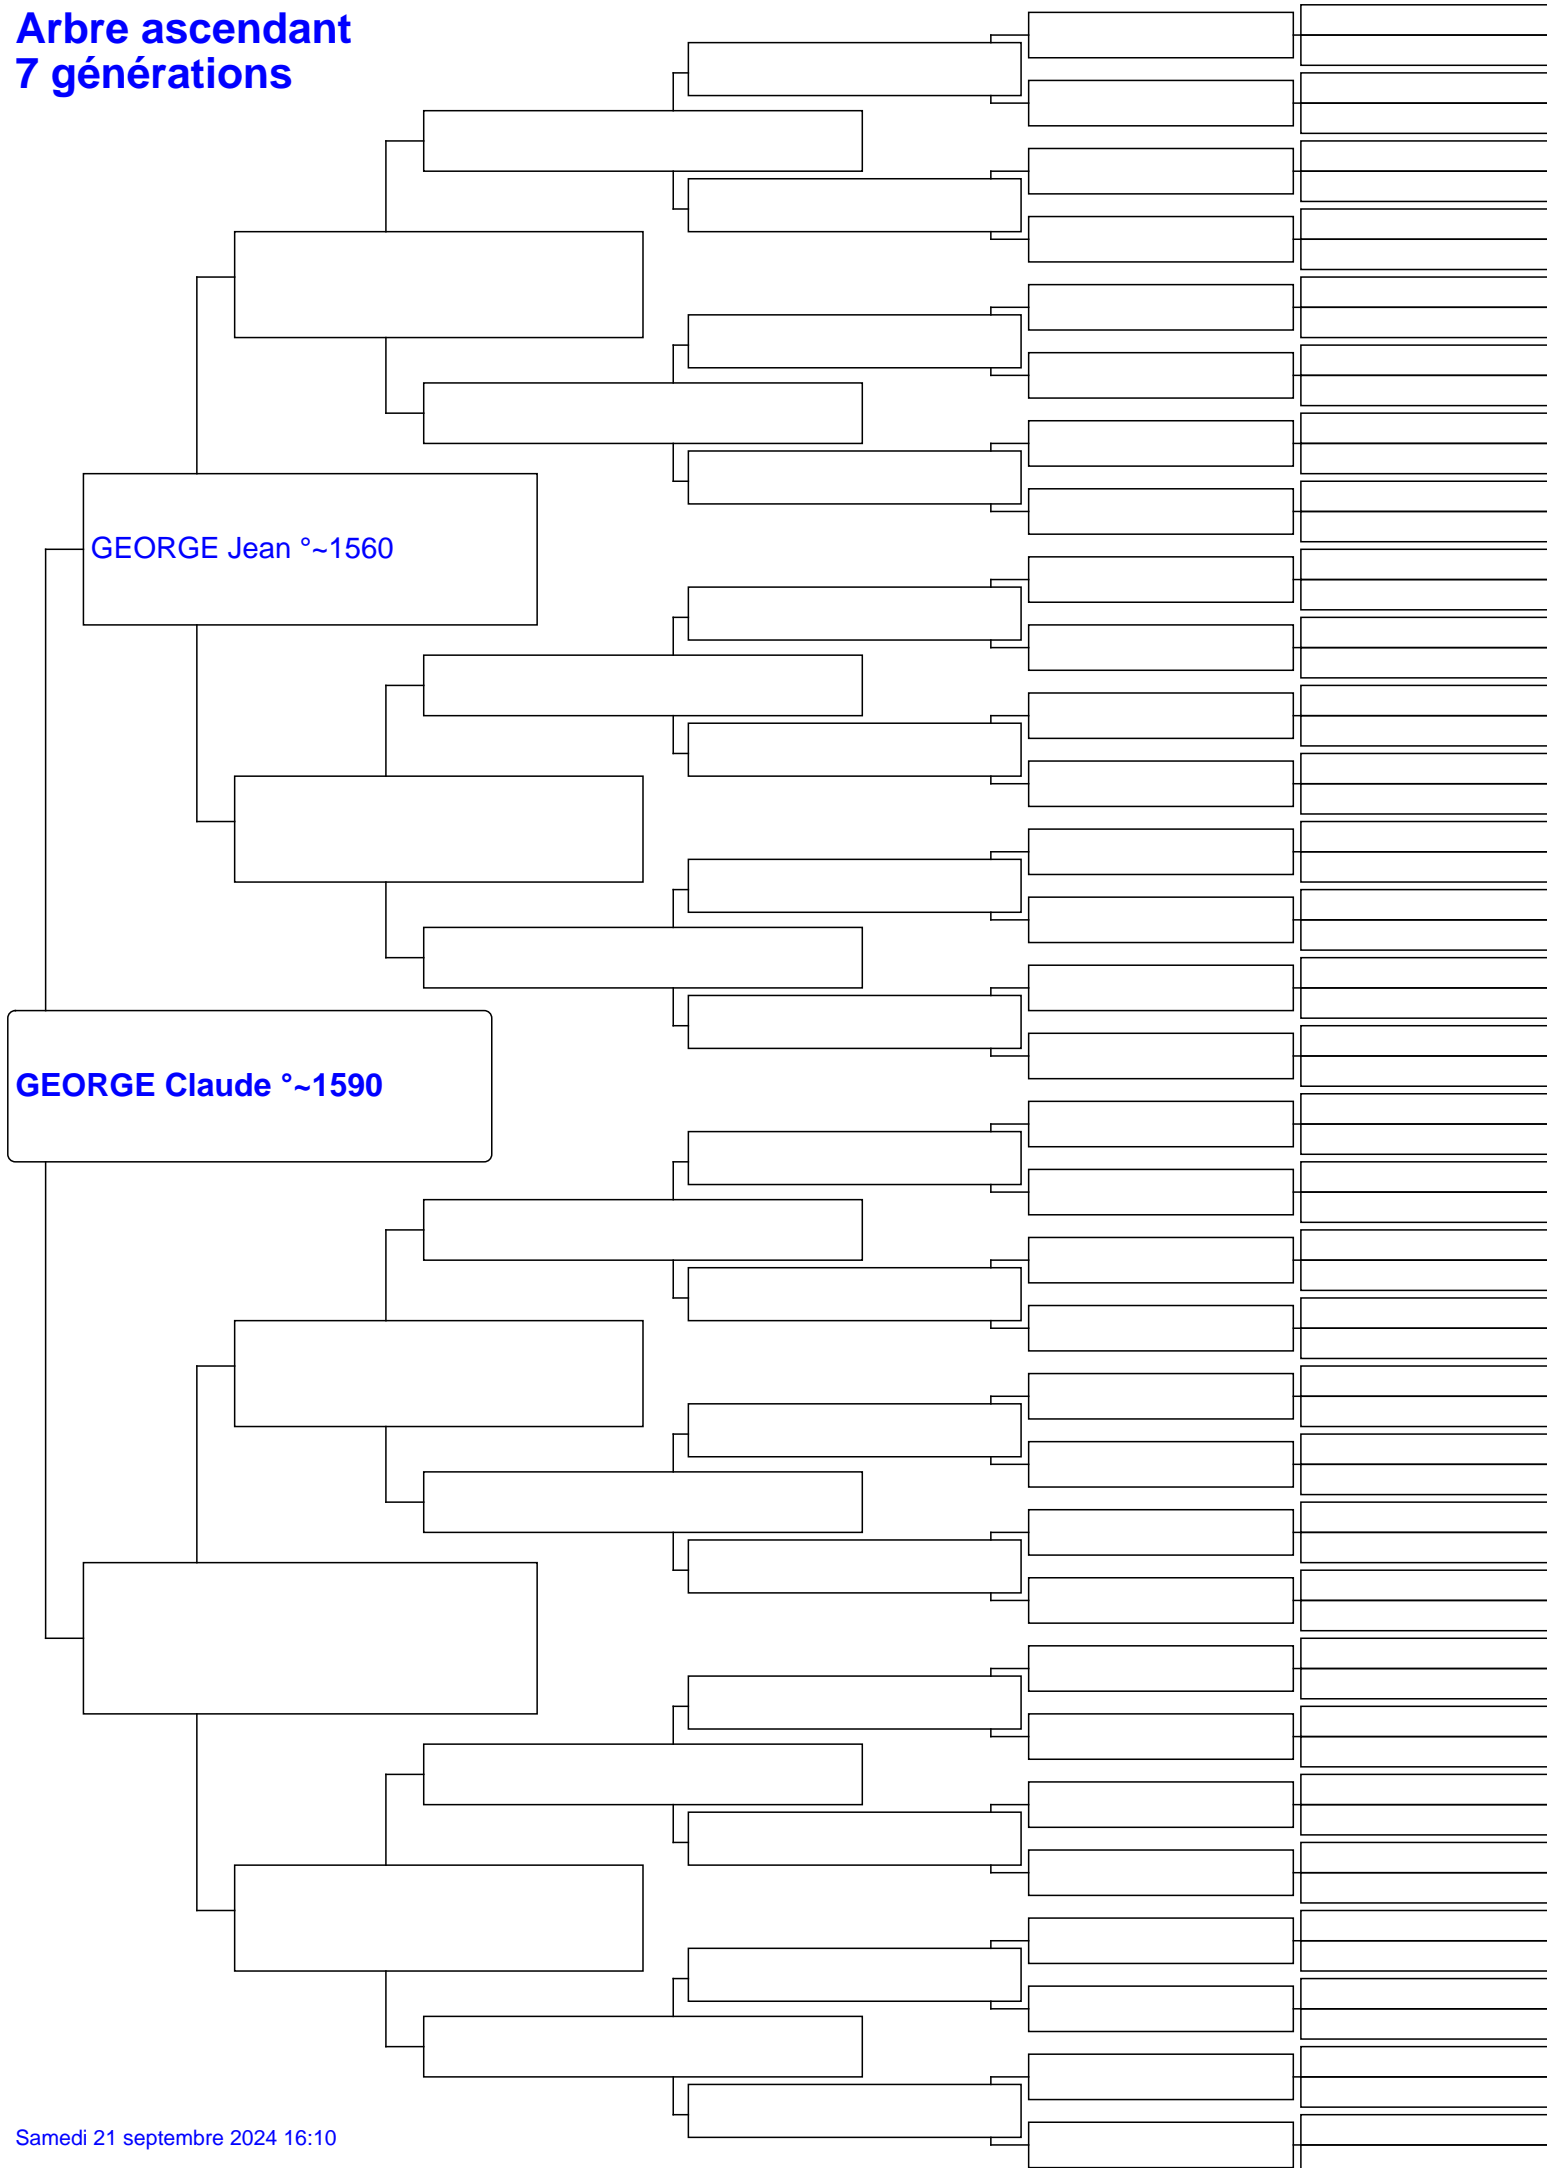 Arbre ascendant
7 générations
GEORGE Jean °~1560
GEORGE Claude °~1590
Samedi 21 septembre 2024 16:10